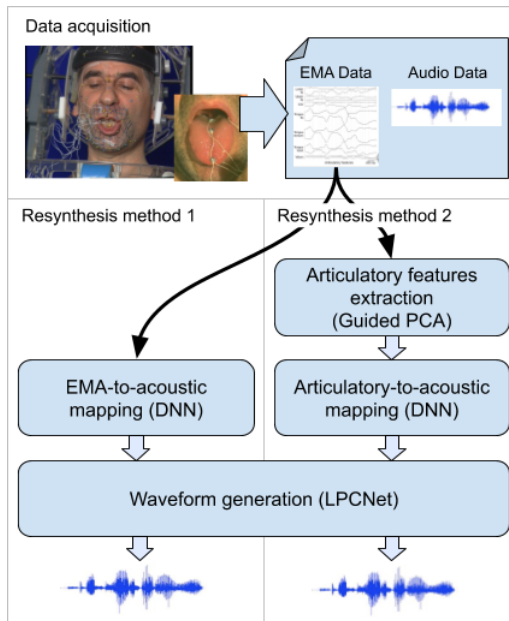 Data acquisition
EMA Data
Audio Data
Resynthesis method 1
Resynthesis method 2
Articulatory features
extraction
(Guided PCA)
EMA-to-acoustic
mapping (DNN)
Articulatory-to-acoustic
mapping (DNN)
Waveform generation (LPCNet)